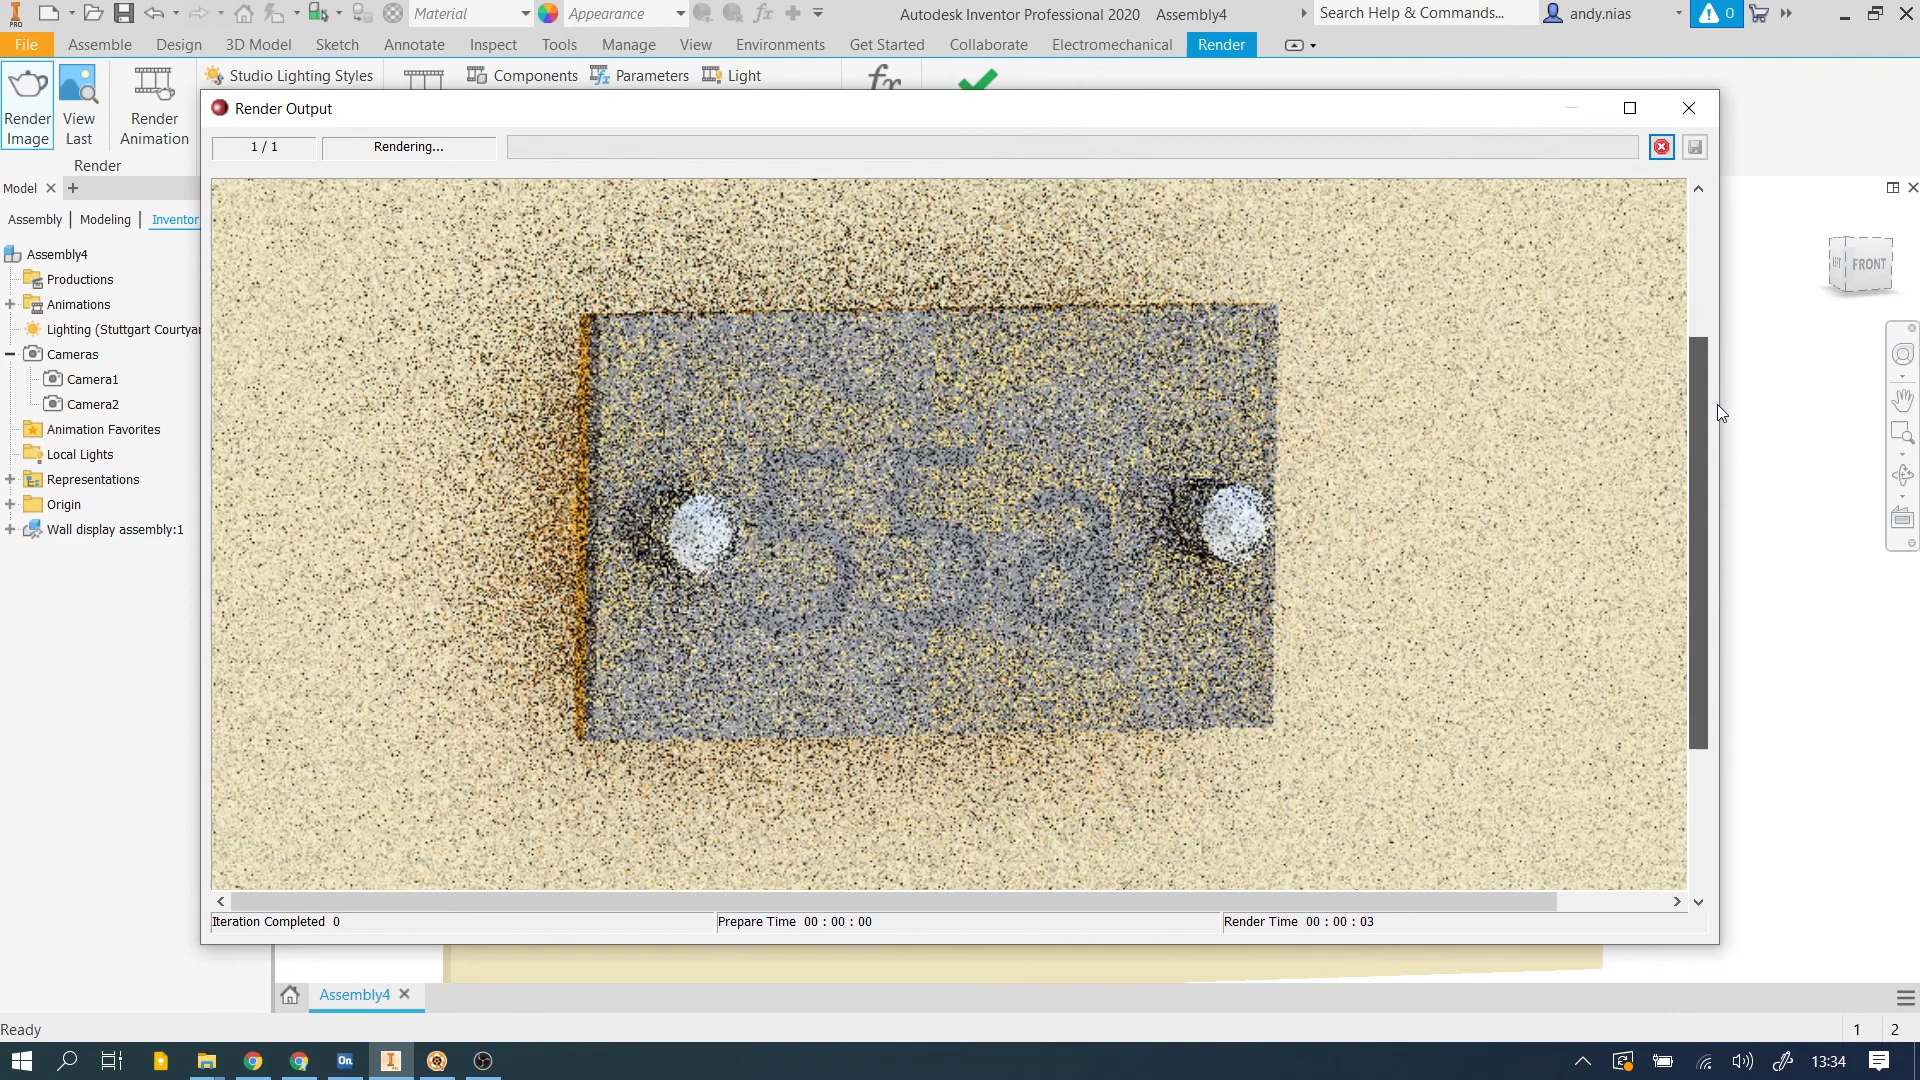 Material
Appearance
Autodesk Inventor Professional 2020 Assembly4
Search Help & Commands...
andy.nias
0
File Assemble Design 3D Model Sketch Annotate Inspect Tools Manage View Environments Get Started Collaborate Electromechanical Render
Studio Lighting Styles
Components Parameters Light
Render Image
View Last
Render Animation
Render
Render Output
1 / 1
Rendering...
Model
Assembly Modeling Inventor
Assembly4
Productions
Animations
Lighting (Stuttgart Courtyar
Cameras
Camera1
Camera2
Animation Favorites
Local Lights
Representations
Origin
Wall display assembly:1
FRONT
55a
Iteration Completed 0
Prepare Time 00 : 00 : 00
Render Time 00 : 00 : 03
Assembly4
Ready
1 2
13:34